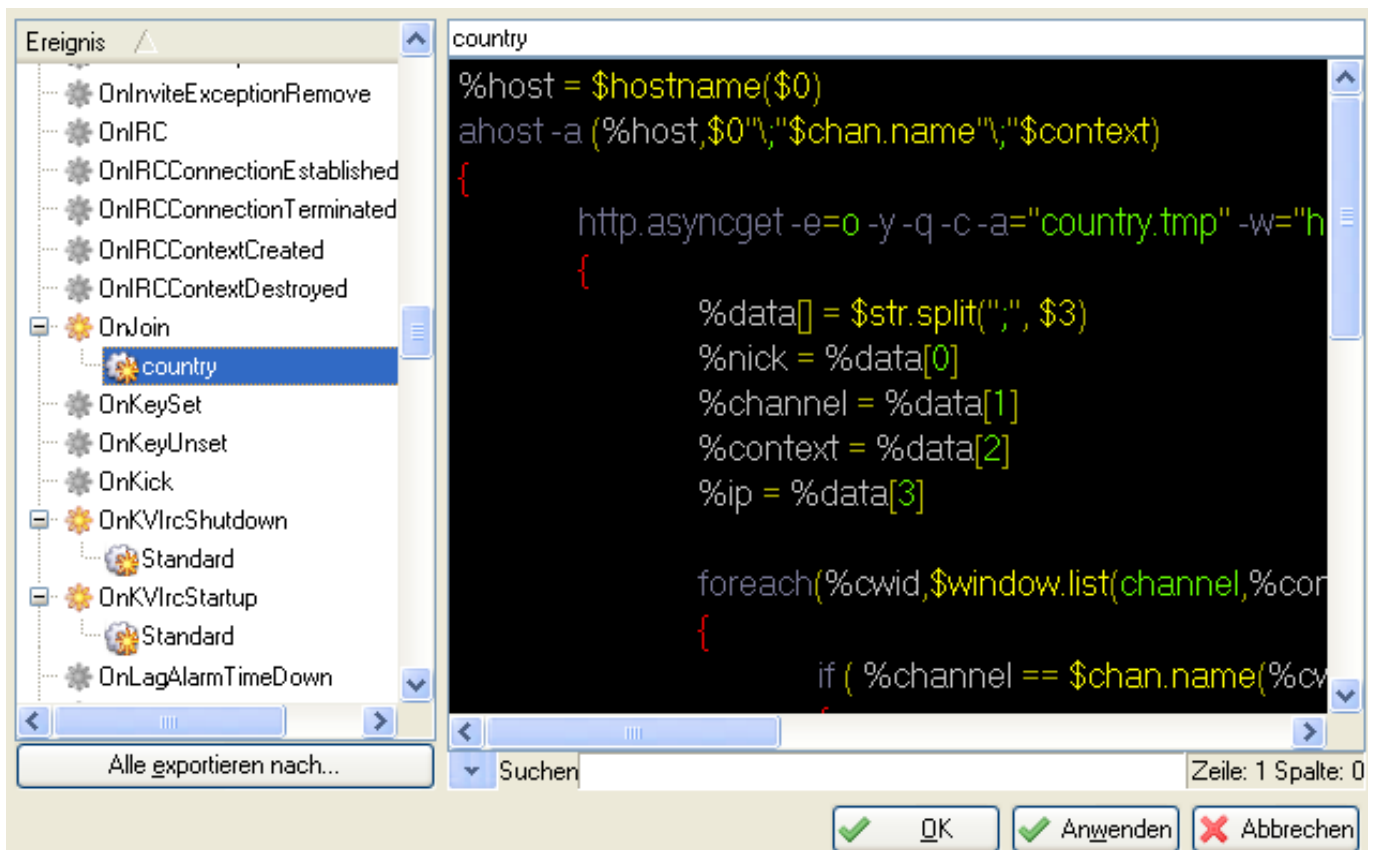 Ereignis
OnInviteExceptionRemove
OnIRC
OnIRCConnectionEstablished
OnIRCConnectionTerminated
OnIRCContextCreated
OnIRCContextDestroyed
OnJoin
country
OnKeySet
OnKeyUnset
OnKick
OnKVIrcShutdown
Standard
OnKVIrcStartup
Standard
OnLagAlarmTimeDown
Alle exportieren nach...
country
%host = $hostname($0)
ahost -a (%host,$0"\;"$chan.name"\;"$context)
{
http.asyncget -e=o -y -q -c -a="country.tmp" -w="h
{
%data[] = $str.split(";", $3)
%nick = %data[0]
%channel = %data[1]
%context = %data[2]
%ip = %data[3]
foreach(%cwid,$window.list(channel,%con
{
if ( %channel == $chan.name(%cw
Suchen
Zeile: 1 Spalte: 0
OK
Anwenden
Abbrechen